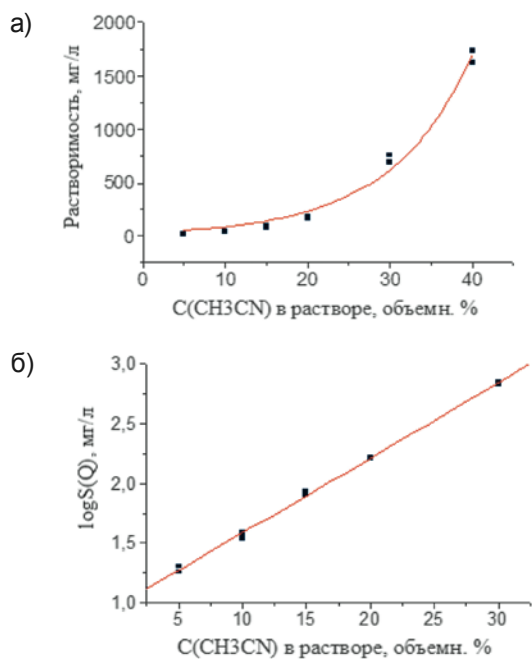 а)
Растворимость, мг/л
2000
1500
1000
500
0
0 10 20 30 40
C(CH3CN) в растворе, объемн. %
б)
logS(Q), мг/л
3,0
2,5
2,0
1,5
1,0
5 10 15 20 25 30
C(CH3CN) в растворе, объемн. %